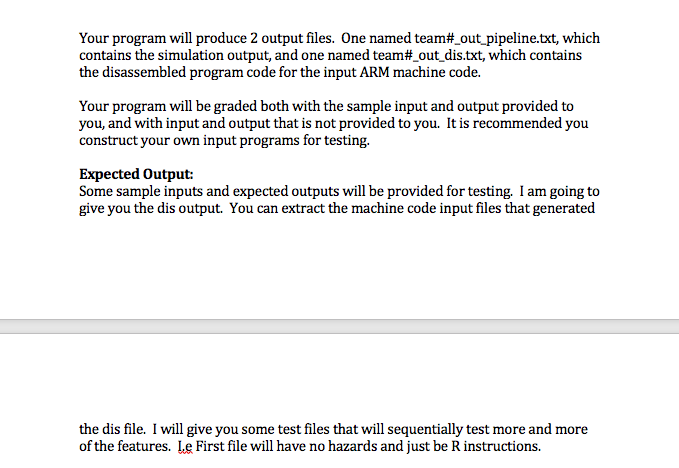 Your program will produce 2 output files.  One named team#_out_pipeline.txt, which
contains the simulation output, and one named team#_out_dis.txt, which contains
the disassembled program code for the input ARM machine code.
Your program will be graded both with the sample input and output provided to
you, and with input and output that is not provided to you.  It is recommended you
construct your own input programs for testing.
Expected Output:
Some sample inputs and expected outputs will be provided for testing.  I am going to
give you the dis output.  You can extract the machine code input files that generated
the dis file.  I will give you some test files that will sequentially test more and more
of the features.  I.e First file will have no hazards and just be R instructions.